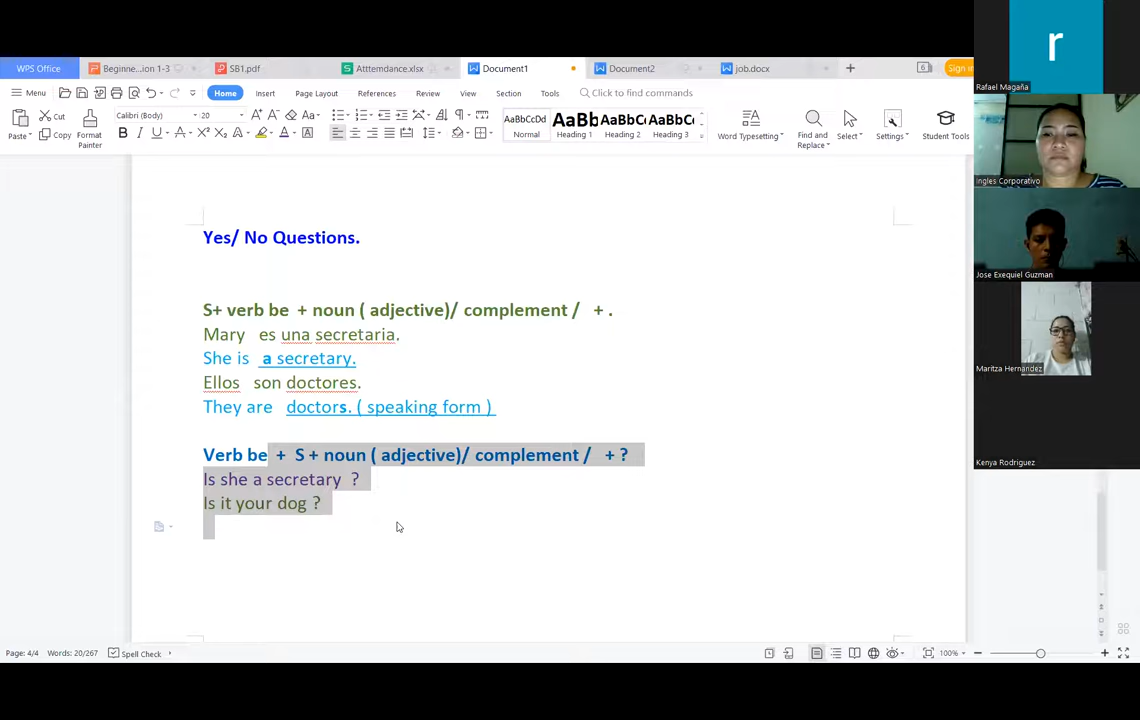 WPS Office
Beginne...ion 1-3
SB1.pdf
Atttemdance.xlsx
Document1
Document2
job.docx
Sign in
Menu
Home
Insert
Page Layout
References
Review
View
Section
Tools
Click to find commands
Paste
Cut
Copy
Format Painter
Calibri (Body)
20
AaBbCcDd
Normal
AaBb
Heading 1
AaBb(
Heading 2
AaBbC
Heading 3
Word Typesetting
Find and Replace
Select
Settings
Student Tools
Yes/ No Questions.
S+ verb be + noun ( adjective)/ complement / + .
Mary es una secretaria.
She is a secretary.
Ellos son doctores.
They are doctors. ( speaking form )
Verb be + S + noun ( adjective)/ complement / + ?
Is she a secretary ?
Is it your dog ?
Page: 4/4 Words: 20/267 Spell Check
100%
r
Rafael Magaña
Ingles Corporativo
Jose Exequiel Guzman
Maritza Hernandez
Kenya Rodriguez